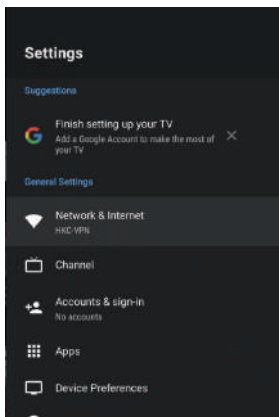 Settings
Suggestions
Finish setting up your TV
Add a Google Account to make the most of
your TV
General Settings
Network & Internet
HKC-VPN
Channel
Accounts & sign-in
No accounts
Apps
Device Preferences